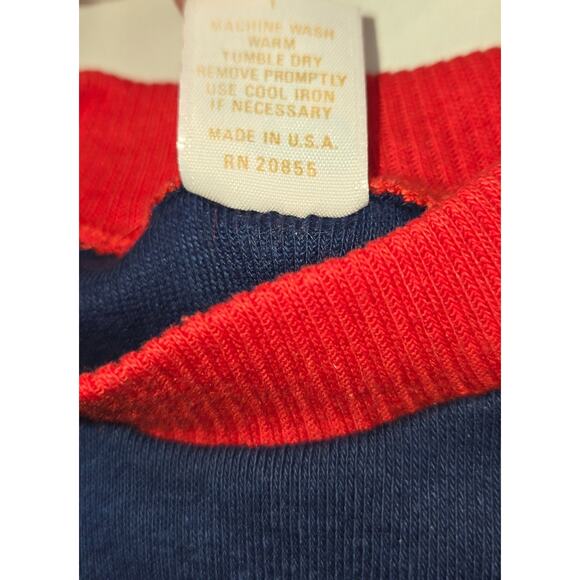 MACHINE WASH
WARM
TUMBLE DRY
REMOVE PROMPTLY
USE COOL IRON
IF NECESSARY
MADE IN U.S.A.
RN 20855